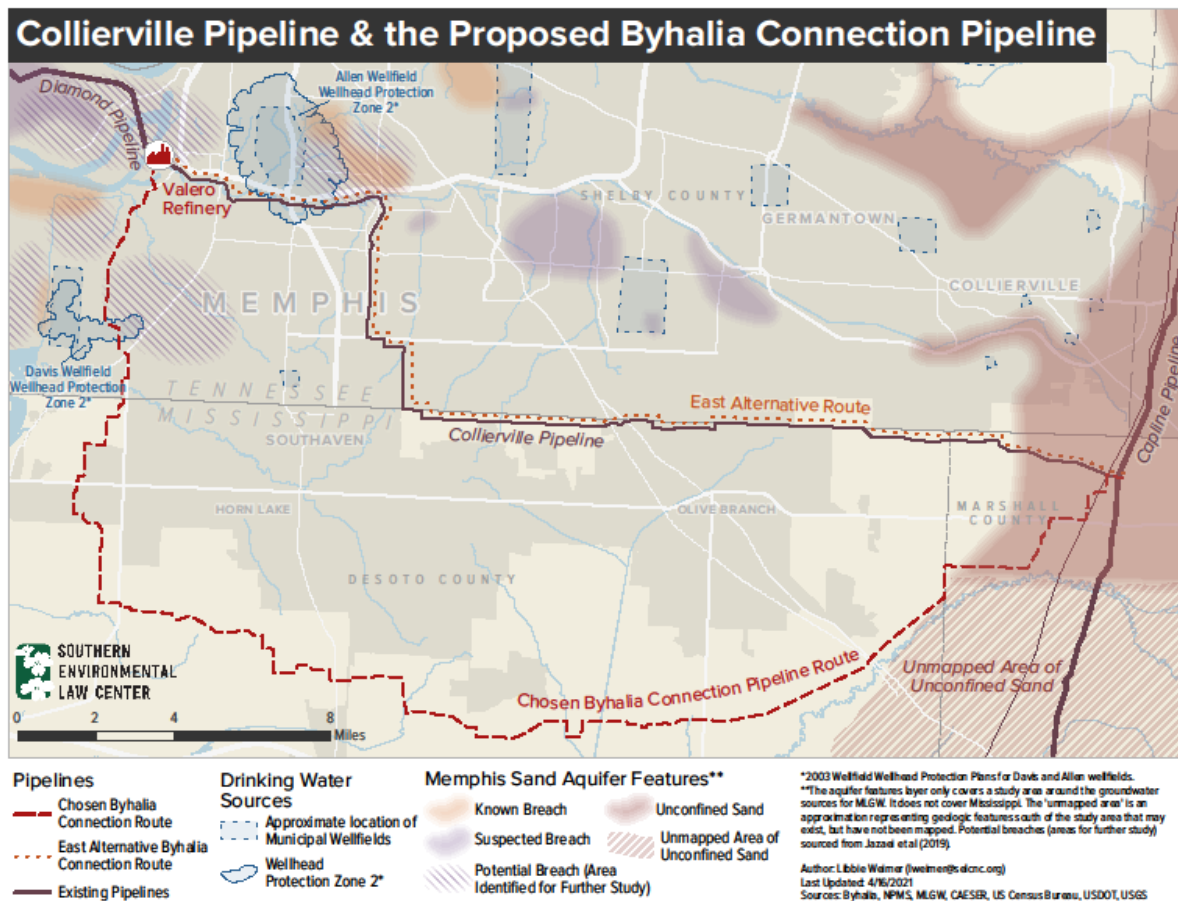 Collierville Pipeline & the Proposed Byhalia Connection Pipeline
Diamond Pipeline
Allen Wellfield
Wellhead Protection
Zone 2*
Valero
Refinery
SHELBY COUNTY
GERMANTOWN
COLLIERVILLE
MEMPHIS
Davis Wellfield
Wellhead Protection
Zone 2*
TENNESSEE
MISSISSIPPI
SOUTHAVEN
East Alternative Route
Collierville Pipeline
Capline Pipeline
HORN LAKE
OLIVE BRANCH
MARSHALL
COUNTY
DESOTO COUNTY
SOUTHERN
ENVIRONMENTAL
LAW CENTER
Chosen Byhalia Connection Pipeline Route
Unmapped Area of
Unconfined Sand
0 2 4 8
Miles
Pipelines
Chosen Byhalia
Connection Route
East Alternative Byhalia
Connection Route
Existing Pipelines
Drinking Water
Sources
Approximate location of
Municipal Wellfields
Wellhead
Protection Zone 2*
Memphis Sand Aquifer Features**
Known Breach
Suspected Breach
Potential Breach (Area
Identified for Further Study)
Unconfined Sand
Unmapped Area of
Unconfined Sand
*2003 Wellfield Wellhead Protection Plans for Davis and Allen wellfields.
**The aquifer features layer only covers a study area around the groundwater
sources for MLGW. It does not cover Mississippi. The 'unmapped area' is an
approximation representing geologic features south of the study area that may
exist, but have not been mapped. Potential breaches (areas for further study)
sourced from Jazaei et al (2019).
Author: Libbie Weimer (lweimer@selcnc.org)
Last Updated: 4/16/2021
Sources: Byhalia, NPMS, MLGW, CAESER, US Census Bureau, USDOT, USGS